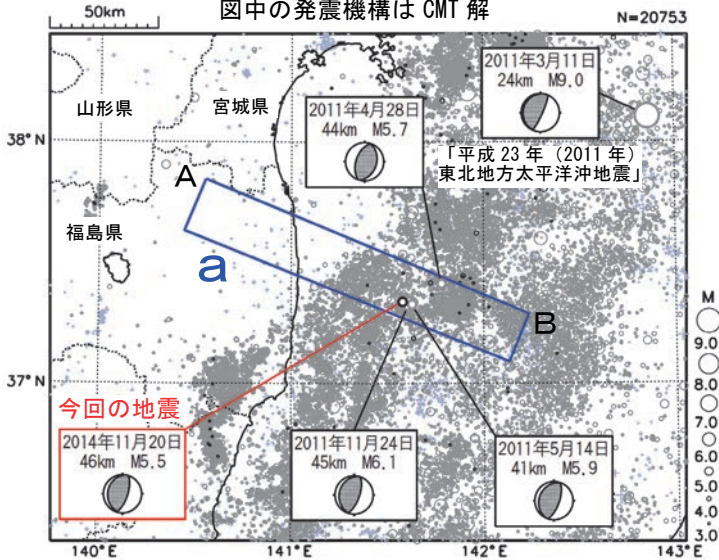 図中の発震機構は CMT 解
50km
N=20753
2011年3月11日
24km M9.0
山形県
宮城県
2011年4月28日
44km M5.7
38°N
「平成 23 年（2011 年）
東北地方太平洋沖地震」
A
福島県
a
B
M
9.0
8.0
7.0
6.0
5.0
4.0
3.0
37°N
今回の地震
2014年11月20日
46km M5.5
2011年11月24日
45km M6.1
2011年5月14日
41km M5.9
140°E
141°E
142°E
143°E